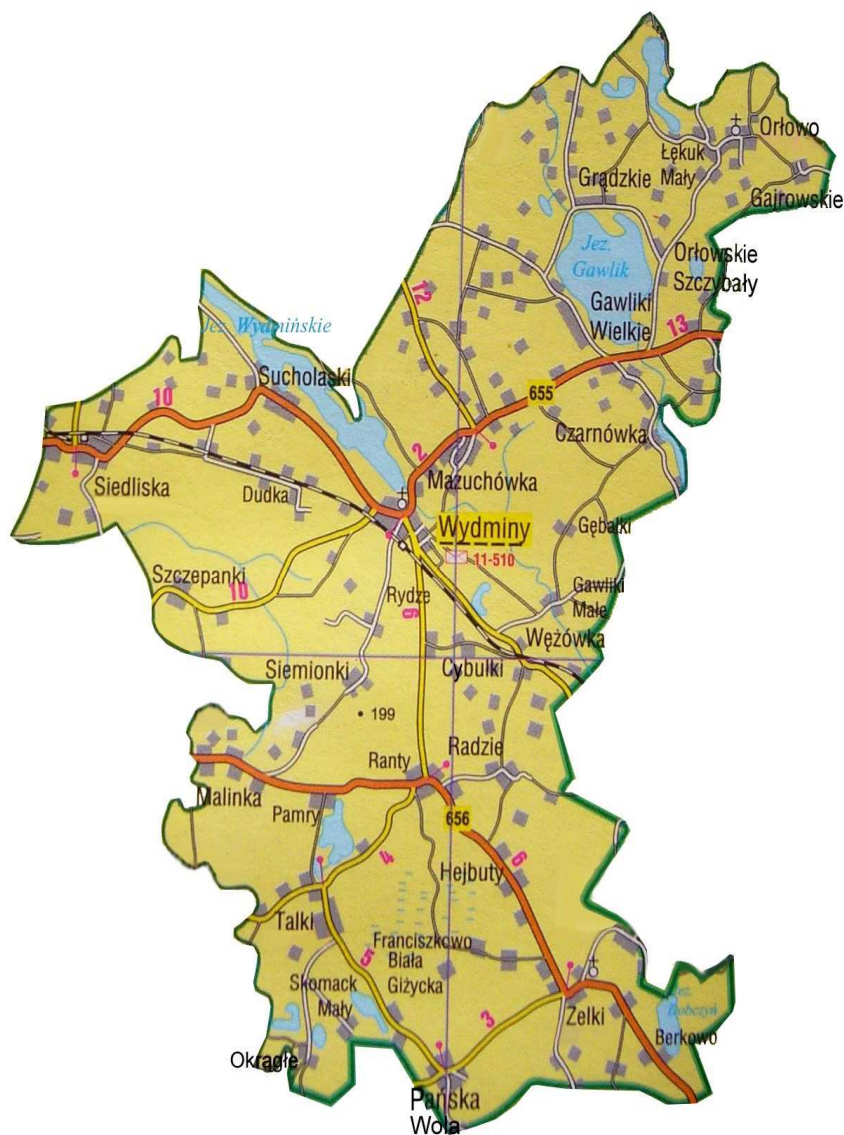 Orłowo
Łękuk
Mały
Grądzkie
Gajrowskie
Jez.
Gawlik
Orłowskie
Szczybały
12
Gawliki
Wielkie
13
Jez. Wydmińskie
Sucholaski
10
655
Czarnówka
2
Mazuchówka
Siedliska
Dudka
Wydminy
11-510
Gębałki
Szczepanki
10
Rydze
6
Gawliki
Małe
Wężówka
Siemionki
Cybulki
199
Radzie
Ranty
Malinka
Pamry
656
4
6
Hejbuty
Talki
Franciszkowo
Biała
Giżycka
5
Skomack
Mały
3
Zelki
Jez.
Dobczyń
Berkowo
Okrągłe
Pańska
Wola